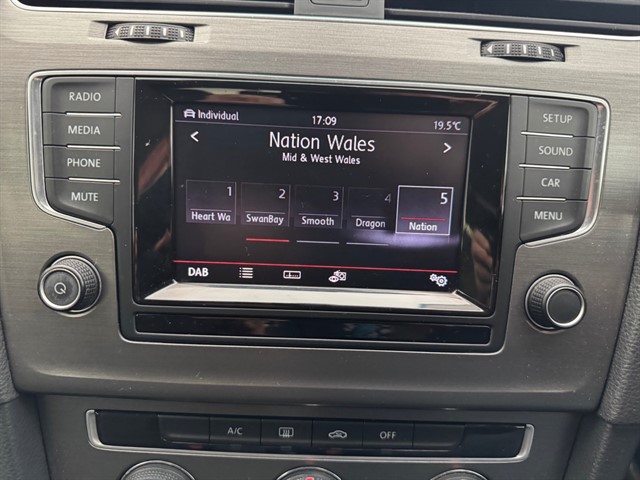 RADIO
MEDIA
PHONE
MUTE
Individual
17:09
19.5°C
< Nation Wales >
Mid & West Wales
1
Heart Wa
2
SwanBay
3
Smooth
4
Dragon
5
Nation
DAB
SETUP
SOUND
CAR
MENU
A/C
OFF